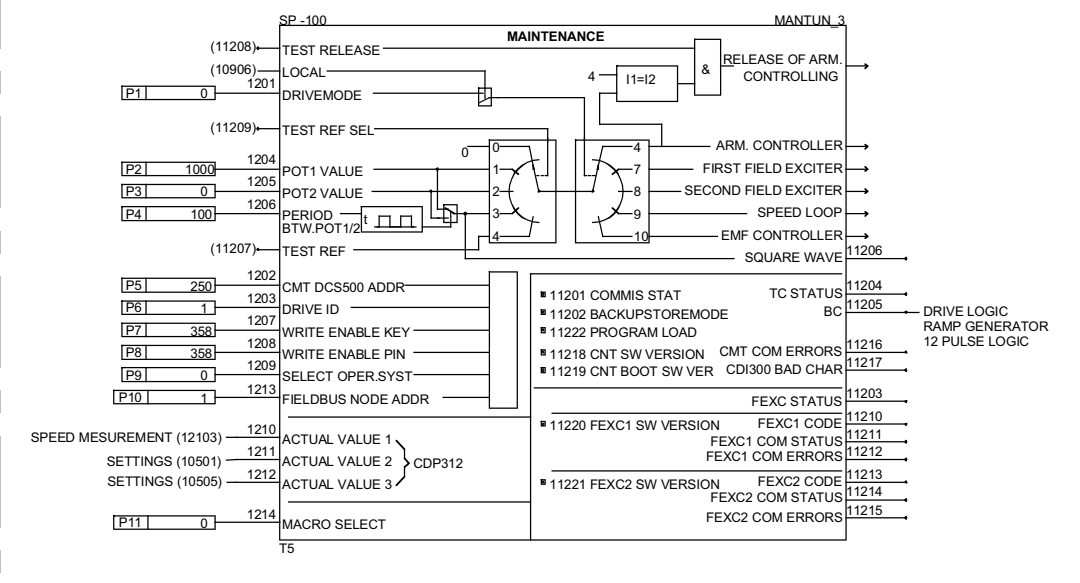 SP -100 MANTUN_3
MAINTENANCE
(11208) TEST RELEASE
(10906) LOCAL
P1 0 1201 DRIVEMODE
(11209) TEST REF SEL
P2 1000 1204 POT1 VALUE
P3 0 1205 POT2 VALUE
P4 100 1206 PERIOD
BTW.POT1/2
t
(11207) TEST REF
0
0
1
2
3
4
4
7
8
9
10
4
I1=I2
&
RELEASE OF ARM.
CONTROLLING
ARM. CONTROLLER
FIRST FIELD EXCITER
SECOND FIELD EXCITER
SPEED LOOP
EMF CONTROLLER
SQUARE WAVE 11206
P5 250 1202 CMT DCS500 ADDR
P6 1 1203 DRIVE ID
P7 358 1207 WRITE ENABLE KEY
P8 358 1208 WRITE ENABLE PIN
P9 0 1209 SELECT OPER.SYST
P10 1 1213 FIELDBUS NODE ADDR
SPEED MESUREMENT (12103) 1210 ACTUAL VALUE 1
SETTINGS (10501) 1211 ACTUAL VALUE 2
SETTINGS (10505) 1212 ACTUAL VALUE 3
CDP312
P11 0 1214 MACRO SELECT
T5
11201 COMMIS STAT
11202 BACKUPSTOREMODE
11222 PROGRAM LOAD
11218 CNT SW VERSION
11219 CNT BOOT SW VER
TC STATUS 11204
BC 11205
DRIVE LOGIC
RAMP GENERATOR
12 PULSE LOGIC
CMT COM ERRORS 11216
CDI300 BAD CHAR 11217
FEXC STATUS 11203
11220 FEXC1 SW VERSION
FEXC1 CODE 11210
FEXC1 COM STATUS 11211
FEXC1 COM ERRORS 11212
11221 FEXC2 SW VERSION
FEXC2 CODE 11213
FEXC2 COM STATUS 11214
FEXC2 COM ERRORS 11215